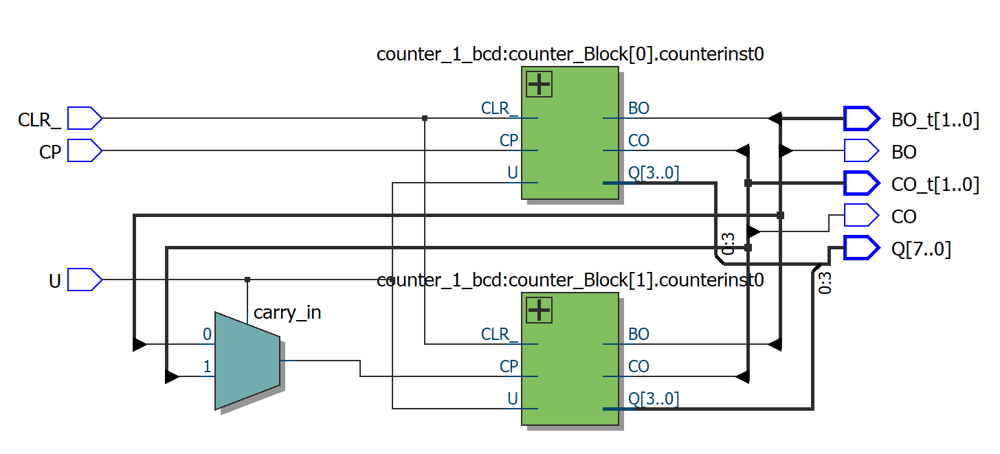 counter_1_bcd:counter_Block[0].counterinst0
CLR_
CP
CLR_
CP
U
BO
CO
Q[3..0]
BO_t[1..0]
BO
CO_t[1..0]
CO
Q[7..0]
0:3
0:3
U
carry_in
0
1
counter_1_bcd:counter_Block[1].counterinst0
CLR_
CP
U
BO
CO
Q[3..0]